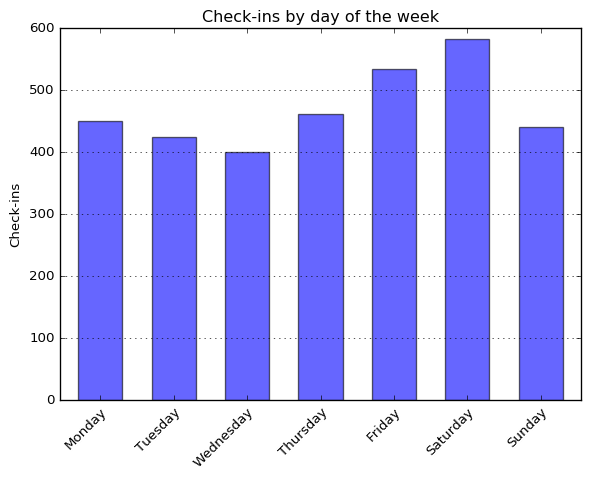 Check-ins by day of the week
Check-ins
600
500
400
300
200
100
0
Monday
Tuesday
Wednesday
Thursday
Friday
Saturday
Sunday